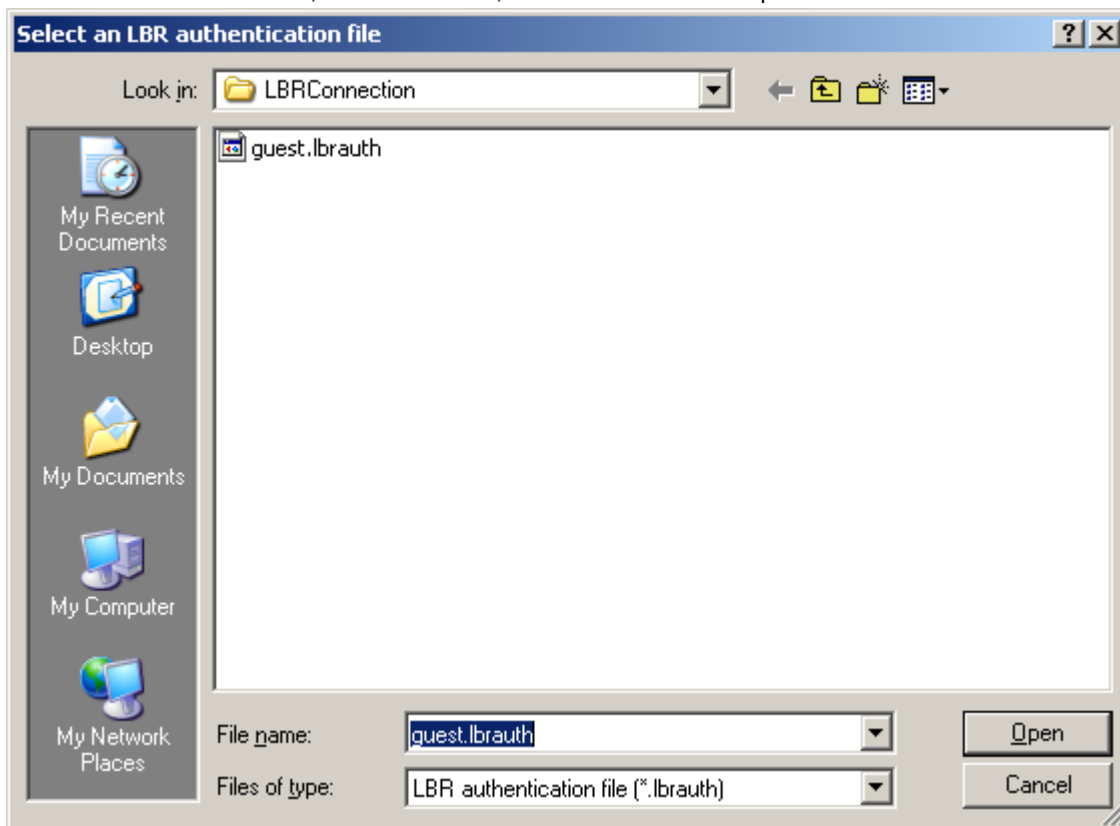 Select an LBR authentication file
Look in: LBRConnection
guest.lbrauth
My Recent
Documents
Desktop
My Documents
My Computer
My Network
Places
File name: guest.lbrauth Open
Files of type: LBR authentication file (*.lbrauth) Cancel